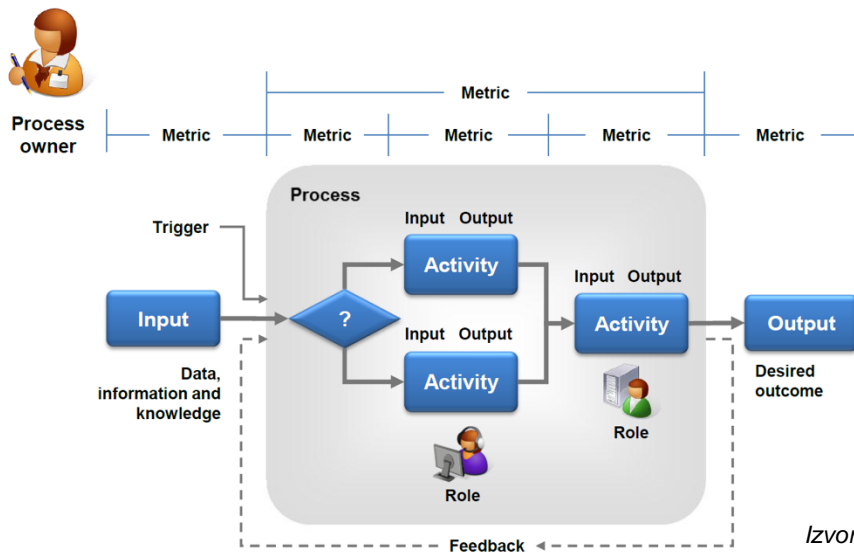 Process
owner
Metric
Metric
Metric
Metric
Metric
Metric
Process
Trigger
Input Output
Activity
Input Output
Activity
Input
?
Input Output
Activity
Output
Data,
information and
knowledge
Desired
outcome
Role
Role
Feedback
Izvor